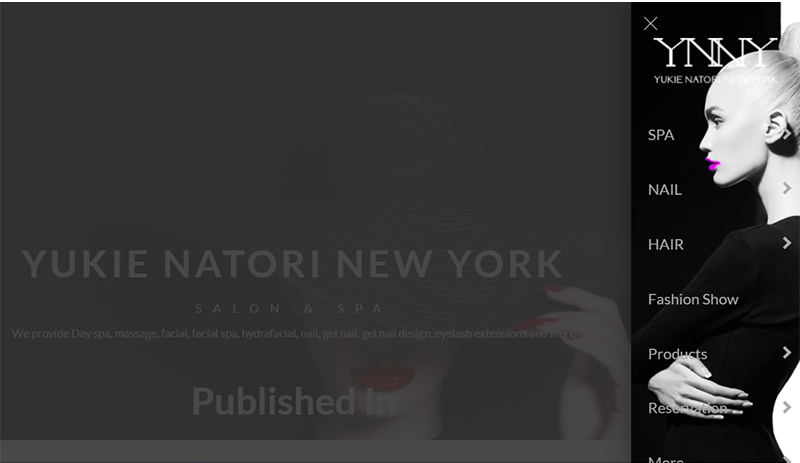 YNNY
YUKIE NATORI NEW YORK
SPA
NAIL
HAIR
Fashion Show
Products
Reservation
More
YUKIE NATORI NEW YORK
SALON & SPA
We provide Day spa, massage, facial, facial spa, hydrafacial, nail, gel nail, gel nail design, eyelash extensions and more.
Published In